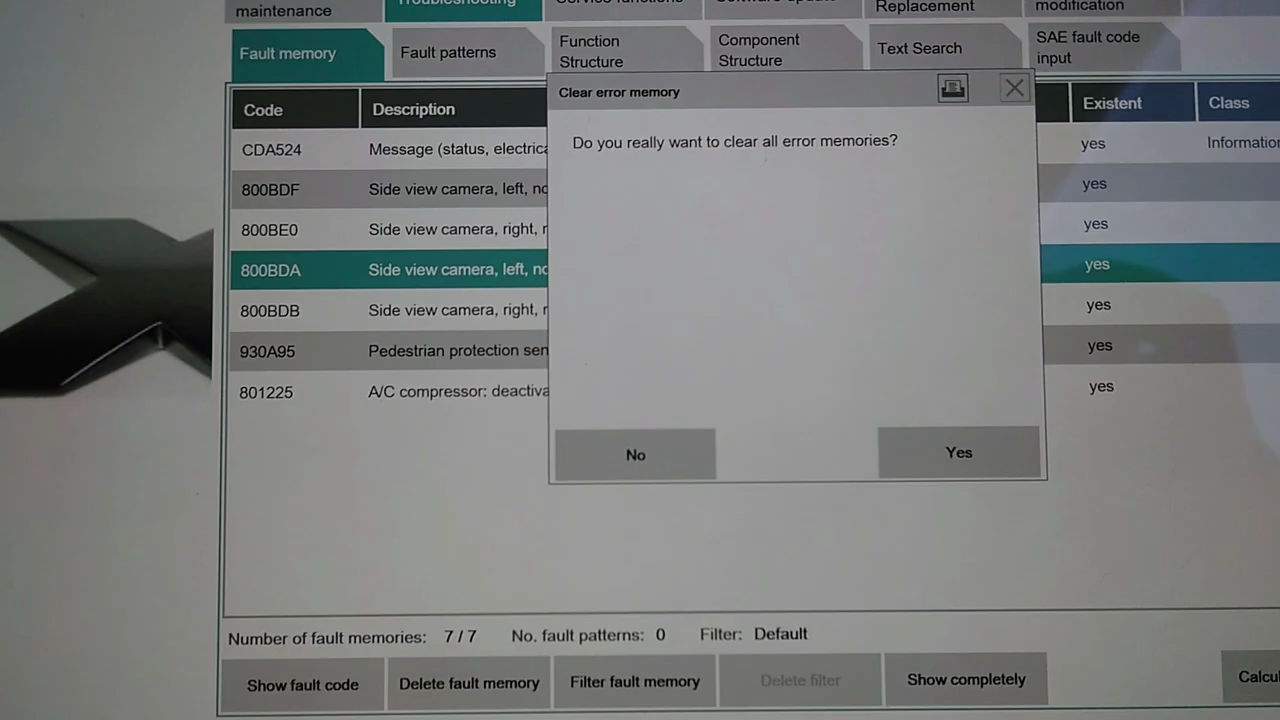 maintenance
Troubleshooting
Service functions
Software update
Replacement
modification
Fault memory
Fault patterns
Function
Structure
Component
Structure
Text Search
SAE fault code
input
Clear error memory
Do you really want to clear all error memories?
No
Yes
Code
Description
Existent
Class
CDA524
Message (status, electrica
yes
Informatio
800BDF
Side view camera, left, no
yes
800BE0
Side view camera, right, r
yes
800BDA
Side view camera, left, no
yes
800BDB
Side view camera, right, r
yes
930A95
Pedestrian protection sen
yes
801225
A/C compressor: deactiva
yes
Number of fault memories: 7 / 7
No. fault patterns: 0
Filter: Default
Show fault code
Delete fault memory
Filter fault memory
Delete filter
Show completely
Calcu